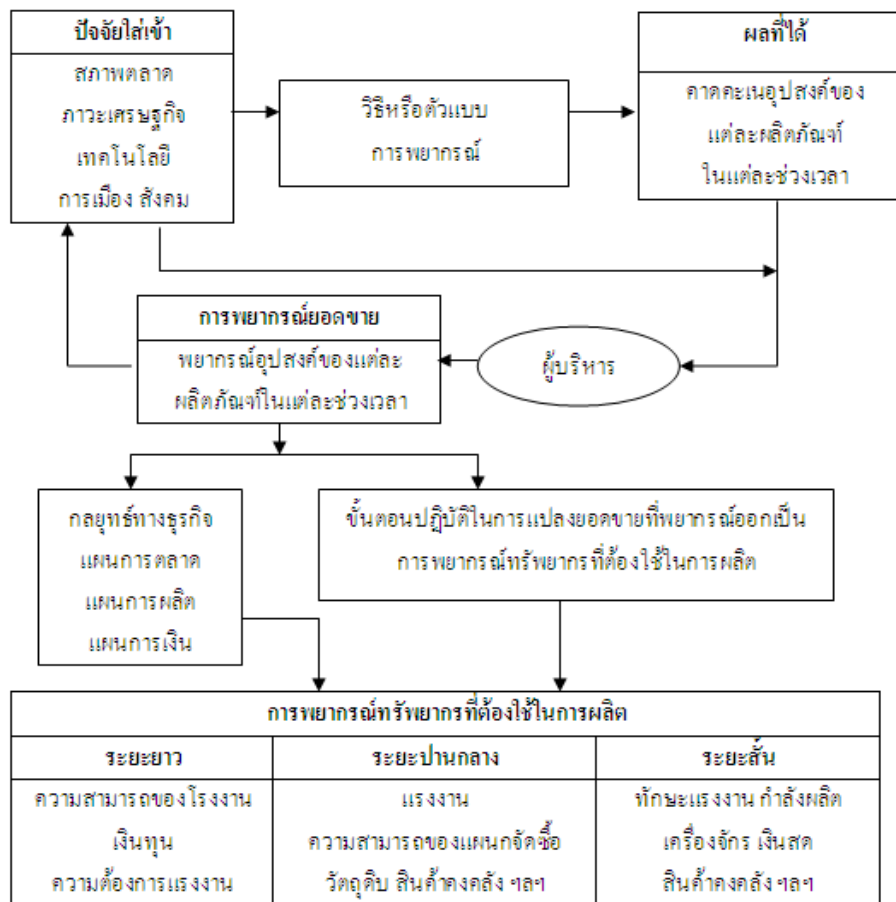 ปัจจัยใส่เข้า
สภาพตลาด
ภาวะเศรษฐกิจ
เทคโนโลยี
การเมือง สังคม
วิธีหรือตัวแบบ
การพยากรณ์
ผลที่ได้
คาดคะเนอุปสงค์ของ
แต่ละผลิตภัณฑ์
ในแต่ละช่วงเวลา
การพยากรณ์ยอดขาย
พยากรณ์อุปสงค์ของแต่ละ
ผลิตภัณฑ์ในแต่ละช่วงเวลา
ผู้บริหาร
กลยุทธ์ทางธุรกิจ
แผนการตลาด
แผนการผลิต
แผนการเงิน
ขั้นตอนปฏิบัติในการแปลงยอดขายที่พยากรณ์ออกเป็น
การพยากรณ์ทรัพยากรที่ต้องใช้ในการผลิต
การพยากรณ์ทรัพยากรที่ต้องใช้ในการผลิต
ระยะยาว
ความสามารถของโรงงาน
เงินทุน
ความต้องการแรงงาน
ระยะปานกลาง
แรงงาน
ความสามารถของแผนกจัดซื้อ
วัตถุดิบ สินค้าคงคลัง ฯลฯ
ระยะสั้น
ทักษะแรงงาน กำลังผลิต
เครื่องจักร เงินสด
สินค้าคงคลัง ฯลฯ